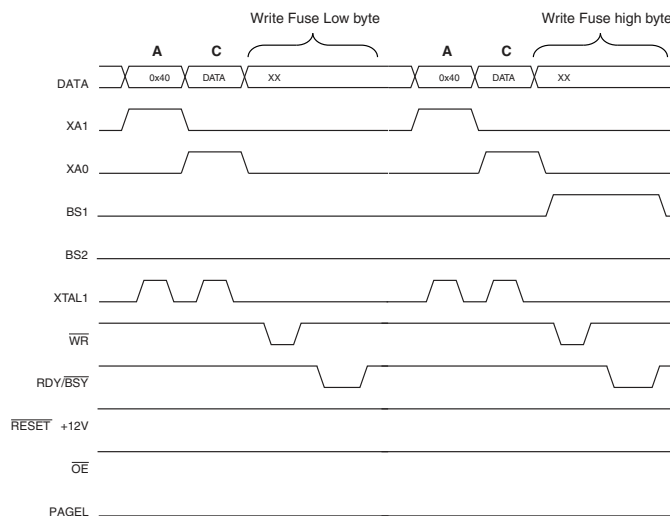 Write Fuse Low byte Write Fuse high byte
A C A C
DATA 0x40 DATA XX 0x40 DATA XX
XA1
XA0
BS1
BS2
XTAL1
WR
RDY/BSY
RESET +12V
OE
PAGEL